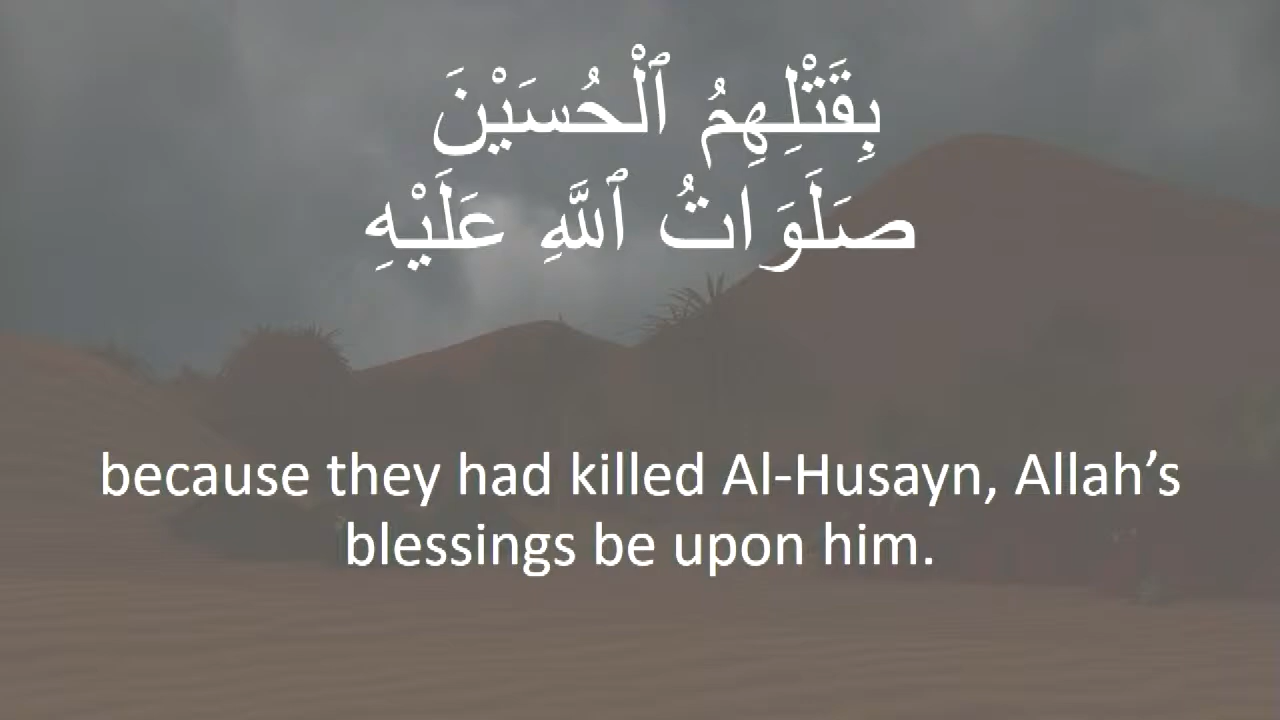 بِقَتْلِهِمُ ٱلْحُسَيْنَ
صَلَوَاتُ ٱللَّهِ عَلَيْهِ
because they had killed Al-Husayn, Allah’s
blessings be upon him.